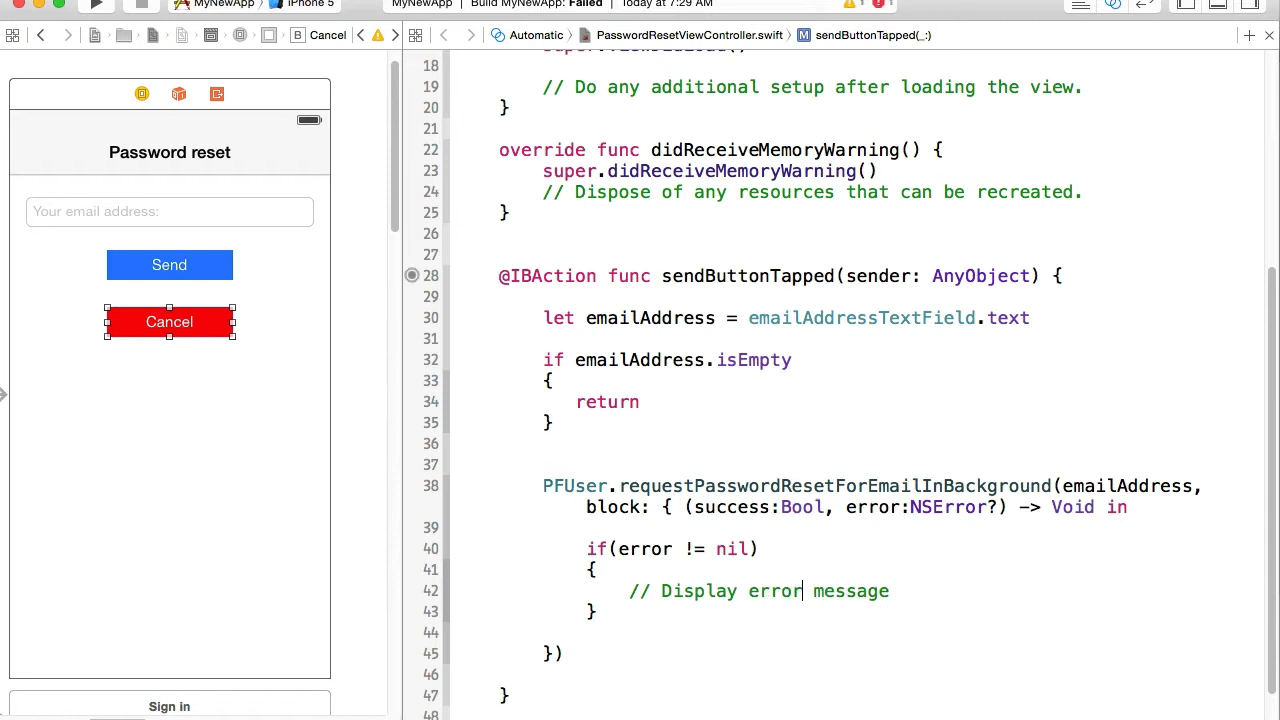 MyNewApp iPhone 5 MyNewApp | Build MyNewApp: Failed Today at 7:29 AM
B Cancel Automatic PasswordResetViewController.swift M sendButtonTapped(_:)
18
19 // Do any additional setup after loading the view.
20 }
21
22 override func didReceiveMemoryWarning() {
23 super.didReceiveMemoryWarning()
24 // Dispose of any resources that can be recreated.
25 }
26
27
28 @IBAction func sendButtonTapped(sender: AnyObject) {
29
30 let emailAddress = emailAddressTextField.text
31
32 if emailAddress.isEmpty
33 {
34 return
35 }
36
37
38 PFUser.requestPasswordResetForEmailInBackground(emailAddress,
block: { (success:Bool, error:NSError?) -> Void in
39
40 if(error != nil)
41 {
42 // Display error message
43 }
44
45 })
46
47 }
48
Password reset
Your email address:
Send
Cancel
Sign in